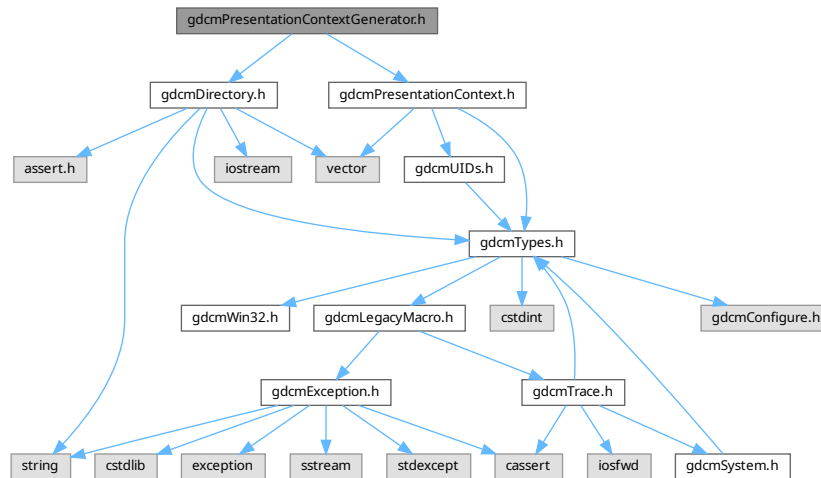 gdcmPresentationContextGenerator.h
gdcmDirectory.h
gdcmPresentationContext.h
assert.h
iostream
vector
gdcmUIDs.h
gdcmTypes.h
gdcmWin32.h
gdcmLegacyMacro.h
cstdint
gdcmConfigure.h
gdcmException.h
gdcmTrace.h
string
cstdlib
exception
sstream
stdexcept
cassert
iosfwd
gdcmSystem.h